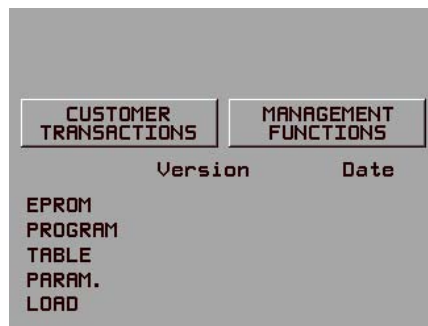 CUSTOMER TRANSACTIONS
MANAGEMENT FUNCTIONS
Version Date
EPROM
PROGRAM
TABLE
PARAM.
LOAD